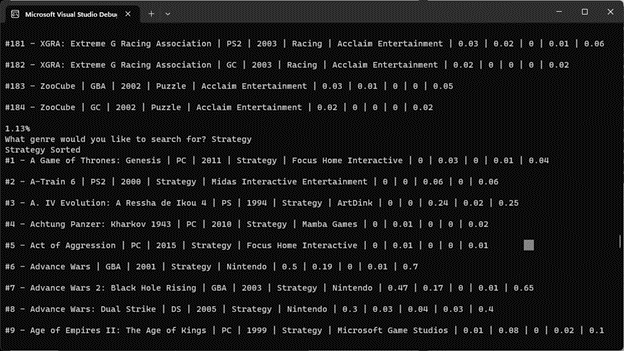 Microsoft Visual Studio Debug
#181 - XGRA: Extreme G Racing Association | PS2 | 2003 | Racing | Acclaim Entertainment | 0.03 | 0.02 | 0 | 0.01 | 0.06
#182 - XGRA: Extreme G Racing Association | GC | 2003 | Racing | Acclaim Entertainment | 0.02 | 0 | 0 | 0.02
#183 - ZooCube | GBA | 2002 | Puzzle | Acclaim Entertainment | 0.03 | 0.01 | 0 | 0 | 0.05
#184 - ZooCube | GC | 2002 | Puzzle | Acclaim Entertainment | 0.02 | 0 | 0 | 0 | 0.02
1.13%
What genre would you like to search for? Strategy
Strategy Sorted
#1 - A Game of Thrones: Genesis | PC | 2011 | Strategy | Focus Home Interactive | 0 | 0.03 | 0 | 0.01 | 0.04
#2 - A-Train 6 | PS2 | 2000 | Strategy | Midas Interactive Entertainment | 0 | 0 | 0.06 | 0 | 0.06
#3 - A. IV Evolution: A Ressha de Ikou 4 | PS | 1994 | Strategy | ArtDink | 0 | 0 | 0.24 | 0.02 | 0.25
#4 - Achtung Panzer: Kharkov 1943 | PC | 2010 | Strategy | Mamba Games | 0 | 0.01 | 0 | 0 | 0.02
#5 - Act of Aggression | PC | 2015 | Strategy | Focus Home Interactive | 0 | 0.01 | 0 | 0 | 0.01
#6 - Advance Wars | GBA | 2001 | Strategy | Nintendo | 0.5 | 0.19 | 0 | 0.01 | 0.7
#7 - Advance Wars 2: Black Hole Rising | GBA | 2003 | Strategy | Nintendo | 0.47 | 0.17 | 0 | 0.01 | 0.65
#8 - Advance Wars: Dual Strike | DS | 2005 | Strategy | Nintendo | 0.3 | 0.03 | 0.04 | 0.03 | 0.4
#9 - Age of Empires II: The Age of Kings | PC | 1999 | Strategy | Microsoft Game Studios | 0.01 | 0.08 | 0 | 0.02 | 0.1